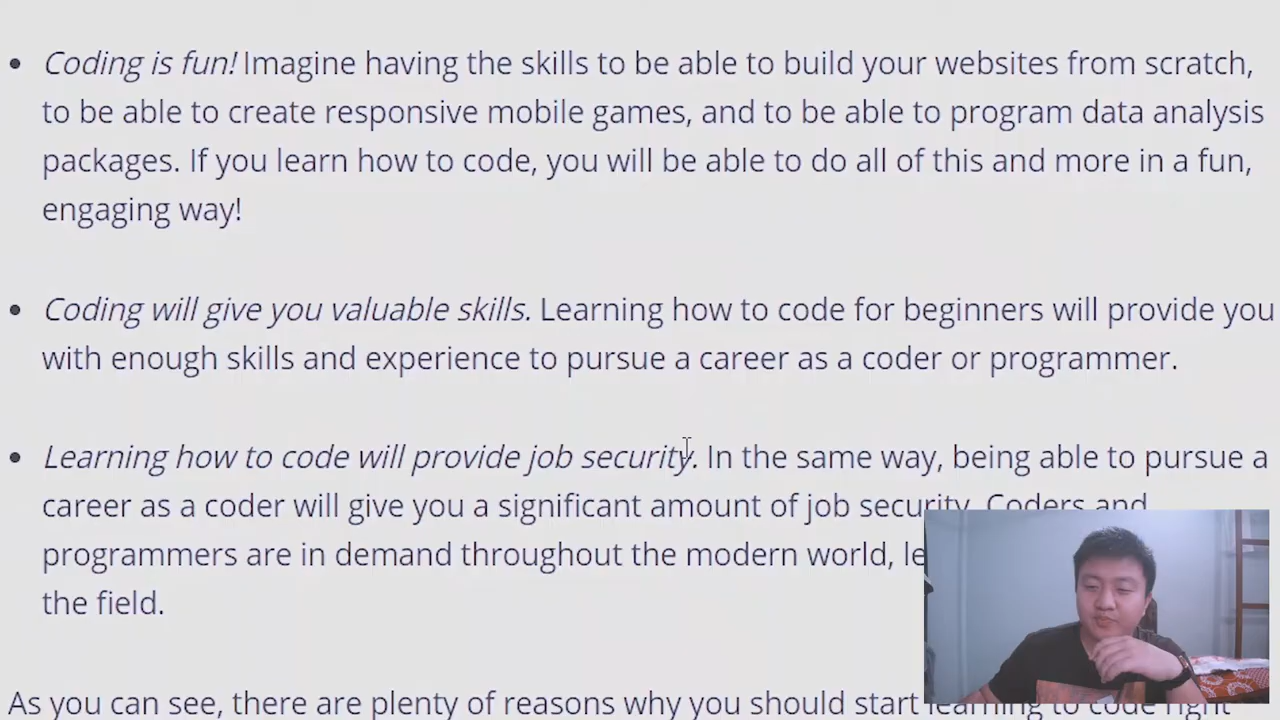 Coding is fun! Imagine having the skills to be able to build your websites from scratch,
to be able to create responsive mobile games, and to be able to program data analysis
packages. If you learn how to code, you will be able to do all of this and more in a fun,
engaging way!
Coding will give you valuable skills. Learning how to code for beginners will provide you
with enough skills and experience to pursue a career as a coder or programmer.
Learning how to code will provide job security. In the same way, being able to pursue a
career as a coder will give you a significant amount of job security. Coders and
programmers are in demand throughout the modern world,
the field.
As you can see, there are plenty of reasons why you should start learning to code right